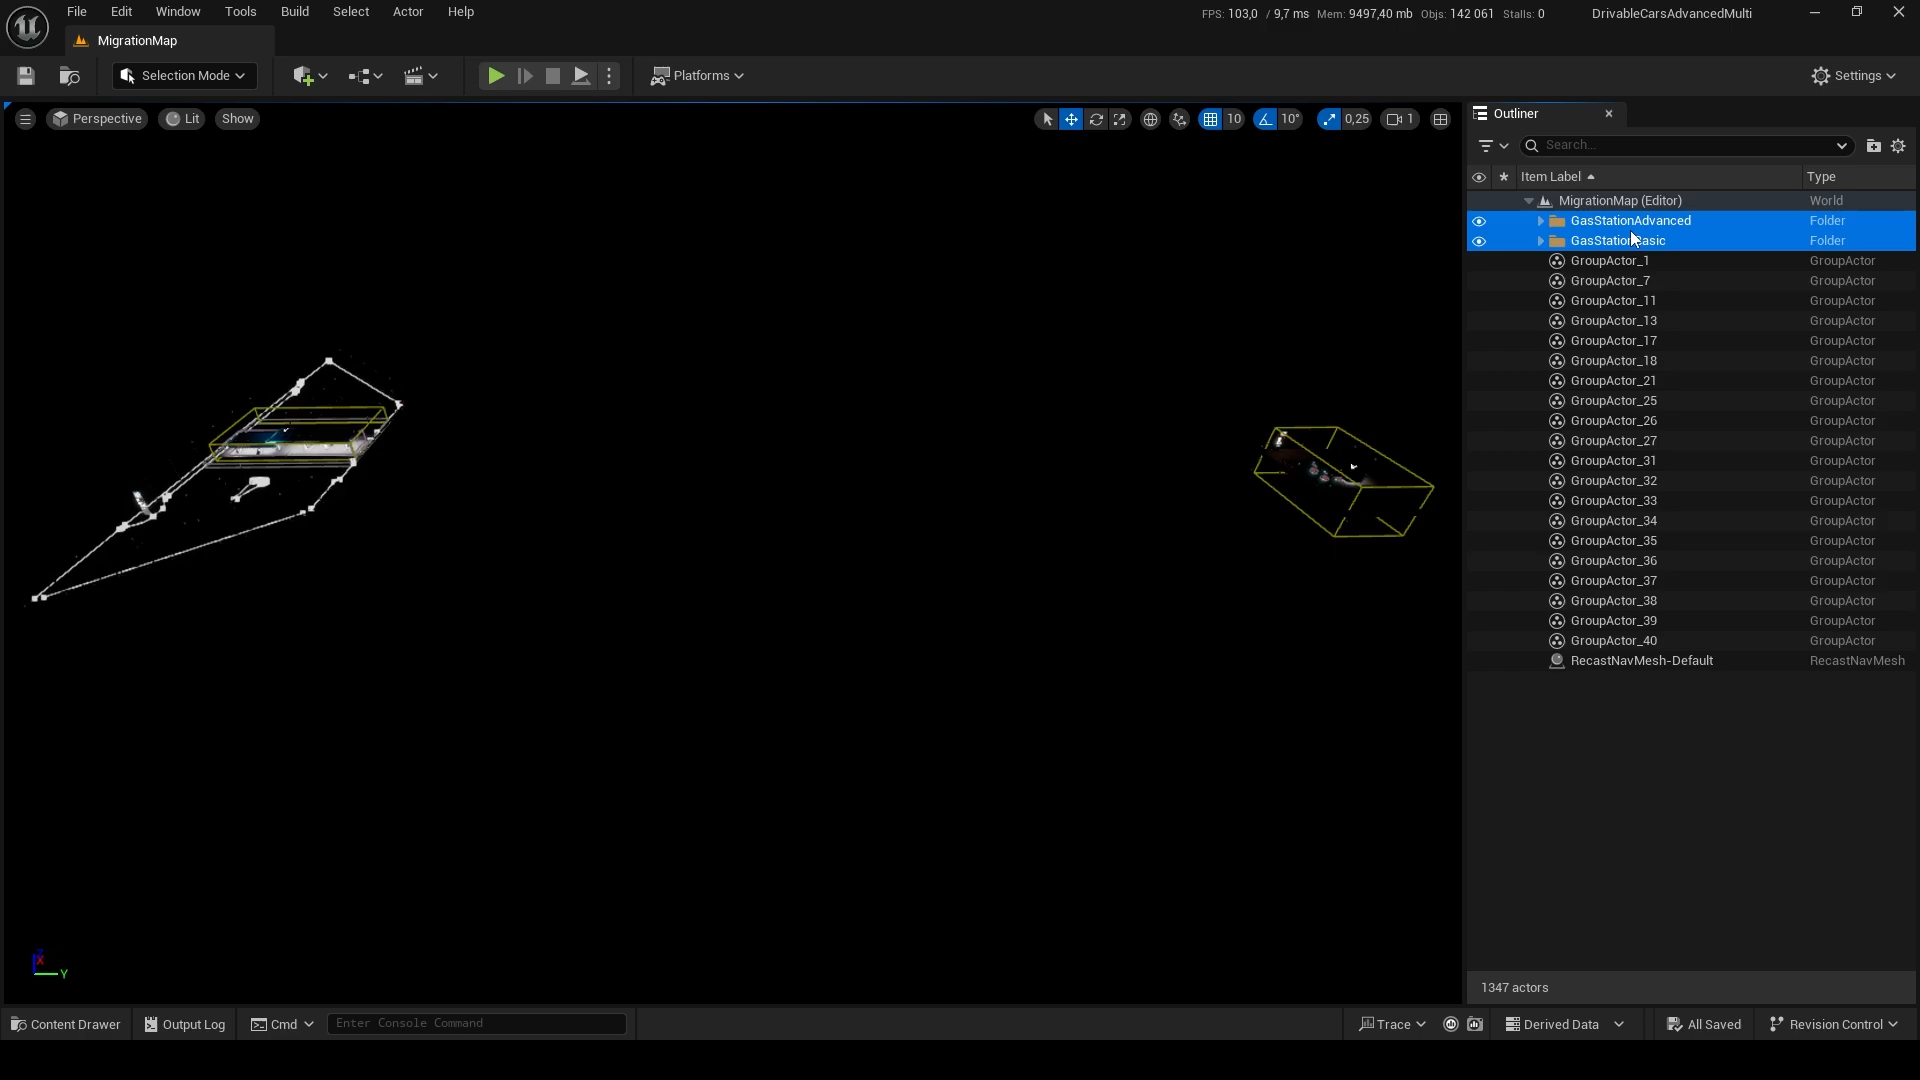 File Edit Window Tools Build Select Actor Help
FPS: 103,0 / 9,7 ms Mem: 9497,40 mb Objs: 142 061 Stalls: 0 DrivableCarsAdvancedMulti
MigrationMap
Selection Mode Platforms Settings
Perspective Lit Show 10 10° 0,25 1
Outliner
Search...
Item Label Type
MigrationMap (Editor) World
GasStationAdvanced Folder
GasStationBasic Folder
GroupActor_1 GroupActor
GroupActor_7 GroupActor
GroupActor_11 GroupActor
GroupActor_13 GroupActor
GroupActor_17 GroupActor
GroupActor_18 GroupActor
GroupActor_21 GroupActor
GroupActor_25 GroupActor
GroupActor_26 GroupActor
GroupActor_27 GroupActor
GroupActor_31 GroupActor
GroupActor_32 GroupActor
GroupActor_33 GroupActor
GroupActor_34 GroupActor
GroupActor_35 GroupActor
GroupActor_36 GroupActor
GroupActor_37 GroupActor
GroupActor_38 GroupActor
GroupActor_39 GroupActor
GroupActor_40 GroupActor
RecastNavMesh-Default RecastNavMesh
Z
X
Y
1347 actors
Content Drawer Output Log Cmd Enter Console Command Trace Derived Data All Saved Revision Control